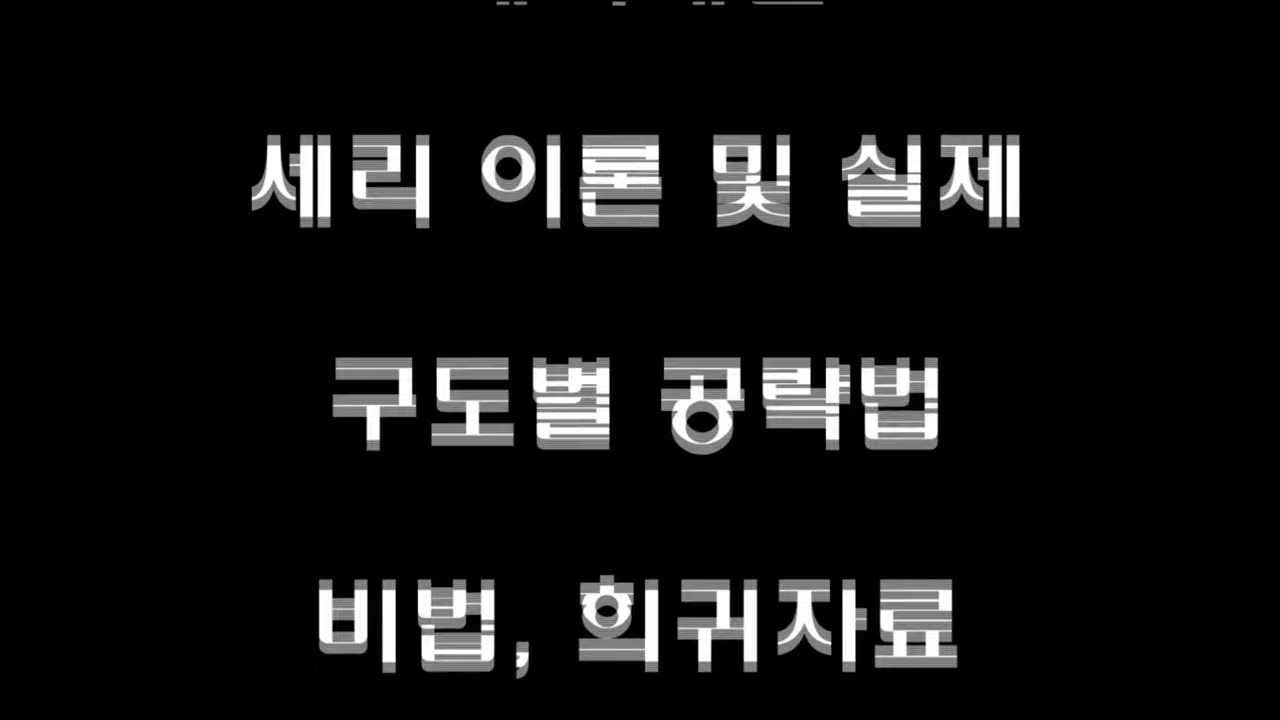 세리 이론 및 실제
구도별 공략법
비법, 희귀자료